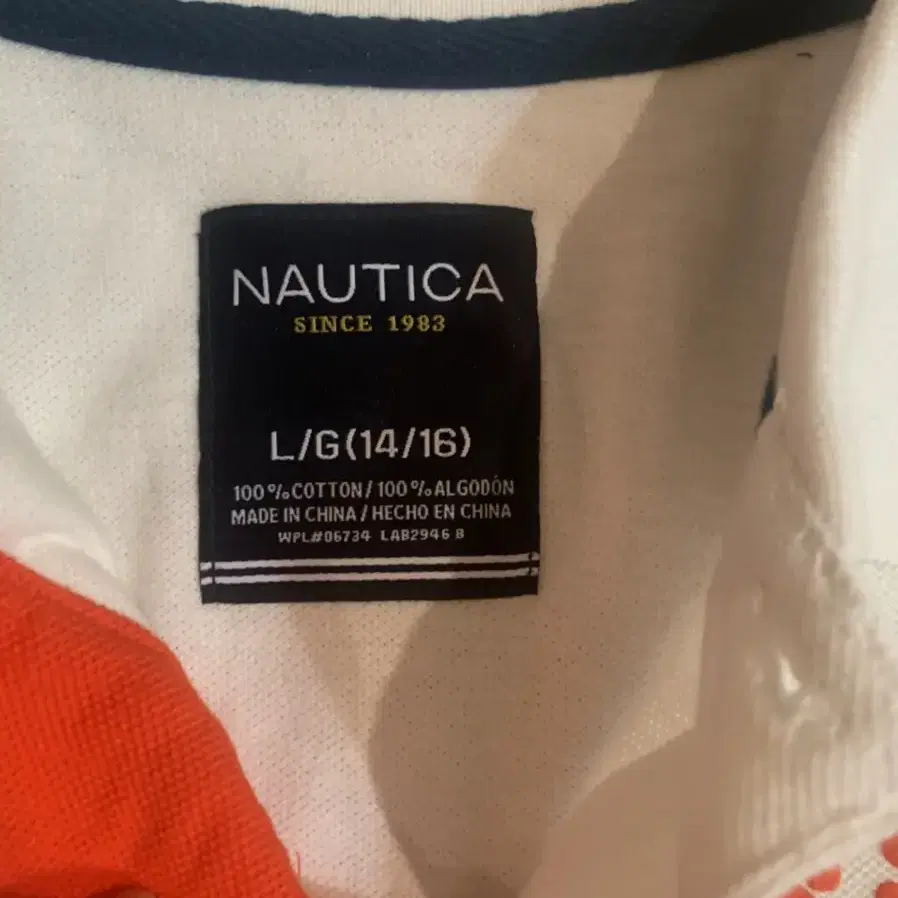 NAUTICA
SINCE 1983
L/G(14/16)
100%COTTON/100%ALGODÓN
MADE IN CHINA/HECHO EN CHINA
WPL#06734 LAB2946 B